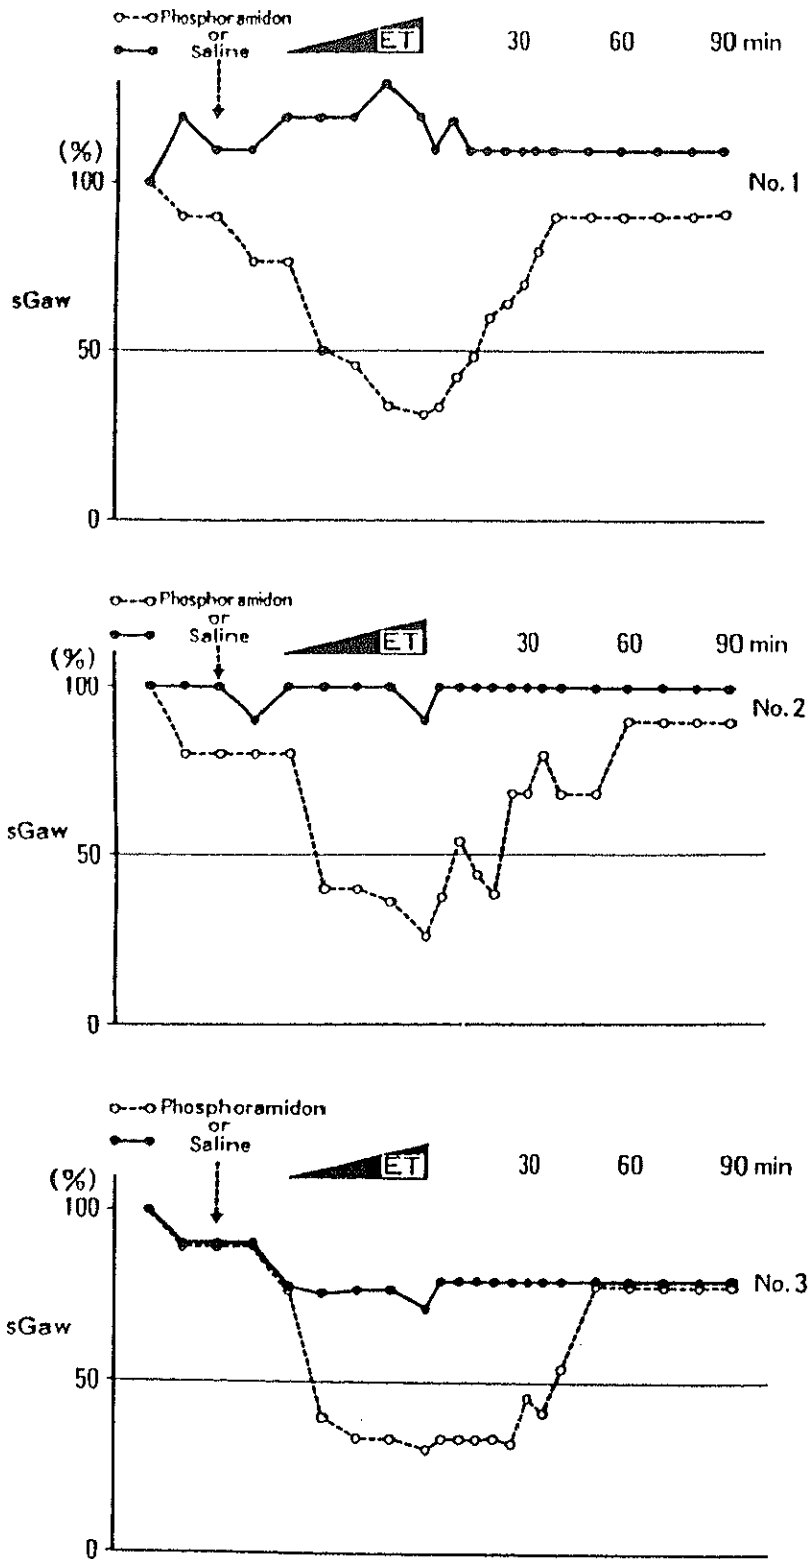 Phosphoramidon
or
Saline
ET 30 60 90 min
(%)
100
No.1
sGaw
50
0
Phosphoramidon
or
Saline
ET 30 60 90 min
(%)
100
No.2
sGaw
50
0
Phosphoramidon
or
Saline
ET 30 60 90 min
(%)
100
No.3
sGaw
50
0